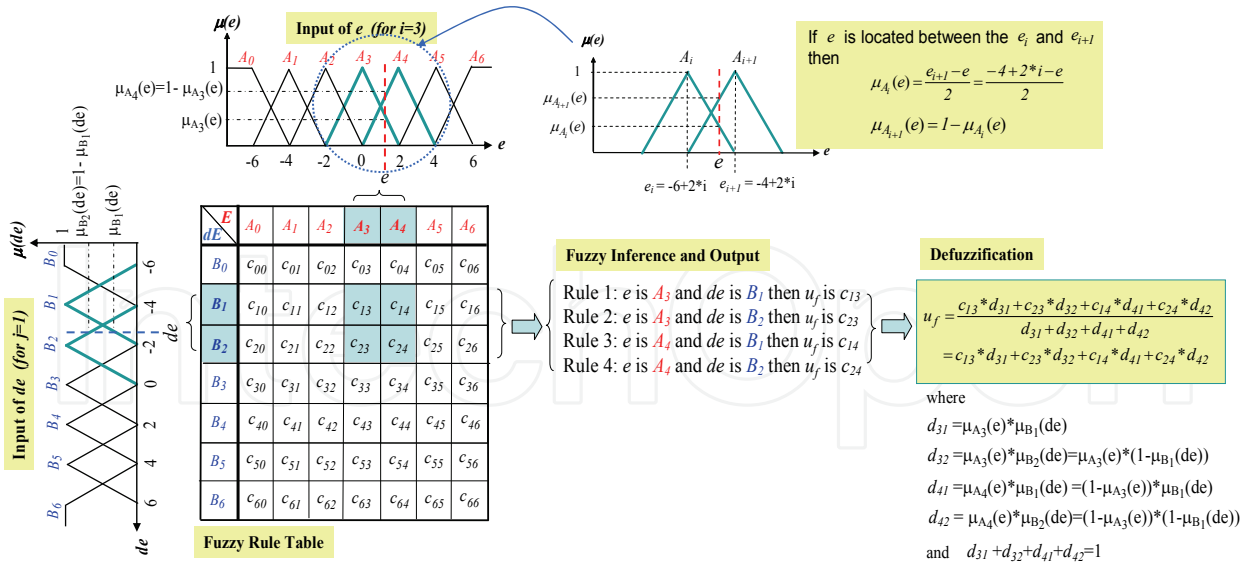 μ(e)
Input of e (for i=3)
A0 A1 A2 A3 A4 A5 A6
1
μA4(e)=1- μA3(e)
μA3(e)
-6 -4 -2 0 2 4 6 e
e
μ(e)
Ai Ai+1
1
μAi+1(e)
μAi(e)
e e
ei = -6+2*i ei+1 = -4+2*i
If e is located between the ei and ei+1
then
μAi(e)= (ei+1-e)/2 = (-4+2*i-e)/2
μAi+1(e)=1-μAi(e)
Input of de (for j=1)
μ(de)
1
μB2(de)=1- μB1(de)
μB1(de)
B0 B1 B2 B3 B4 B5 B6
-6 -4 -2 0 2 4 6
de
de
E
dE A0 A1 A2 A3 A4 A5 A6
B0 c00 c01 c02 c03 c04 c05 c06
B1 c10 c11 c12 c13 c14 c15 c16
B2 c20 c21 c22 c23 c24 c25 c26
B3 c30 c31 c32 c33 c34 c35 c36
B4 c40 c41 c42 c43 c44 c45 c46
B5 c50 c51 c52 c53 c54 c55 c56
B6 c60 c61 c62 c63 c64 c65 c66
Fuzzy Rule Table
Fuzzy Inference and Output
Rule 1: e is A3 and de is B1 then uf is c13
Rule 2: e is A3 and de is B2 then uf is c23
Rule 3: e is A4 and de is B1 then uf is c14
Rule 4: e is A4 and de is B2 then uf is c24
Defuzzification
uf = (c13*d31+c23*d32+c14*d41+c24*d42)/(d31+d32+d41+d42)
=c13*d31+c23*d32+c14*d41+c24*d42
where
d31 =μA3(e)*μB1(de)
d32 =μA3(e)*μB2(de)=μA3(e)*(1-μB1(de))
d41 =μA4(e)*μB1(de) =(1-μA3(e))*μB1(de)
d42 = μA4(e)*μB2(de)=(1-μA3(e))*(1-μB1(de))
and d31 +d32+d41+d42=1
IntechOpen